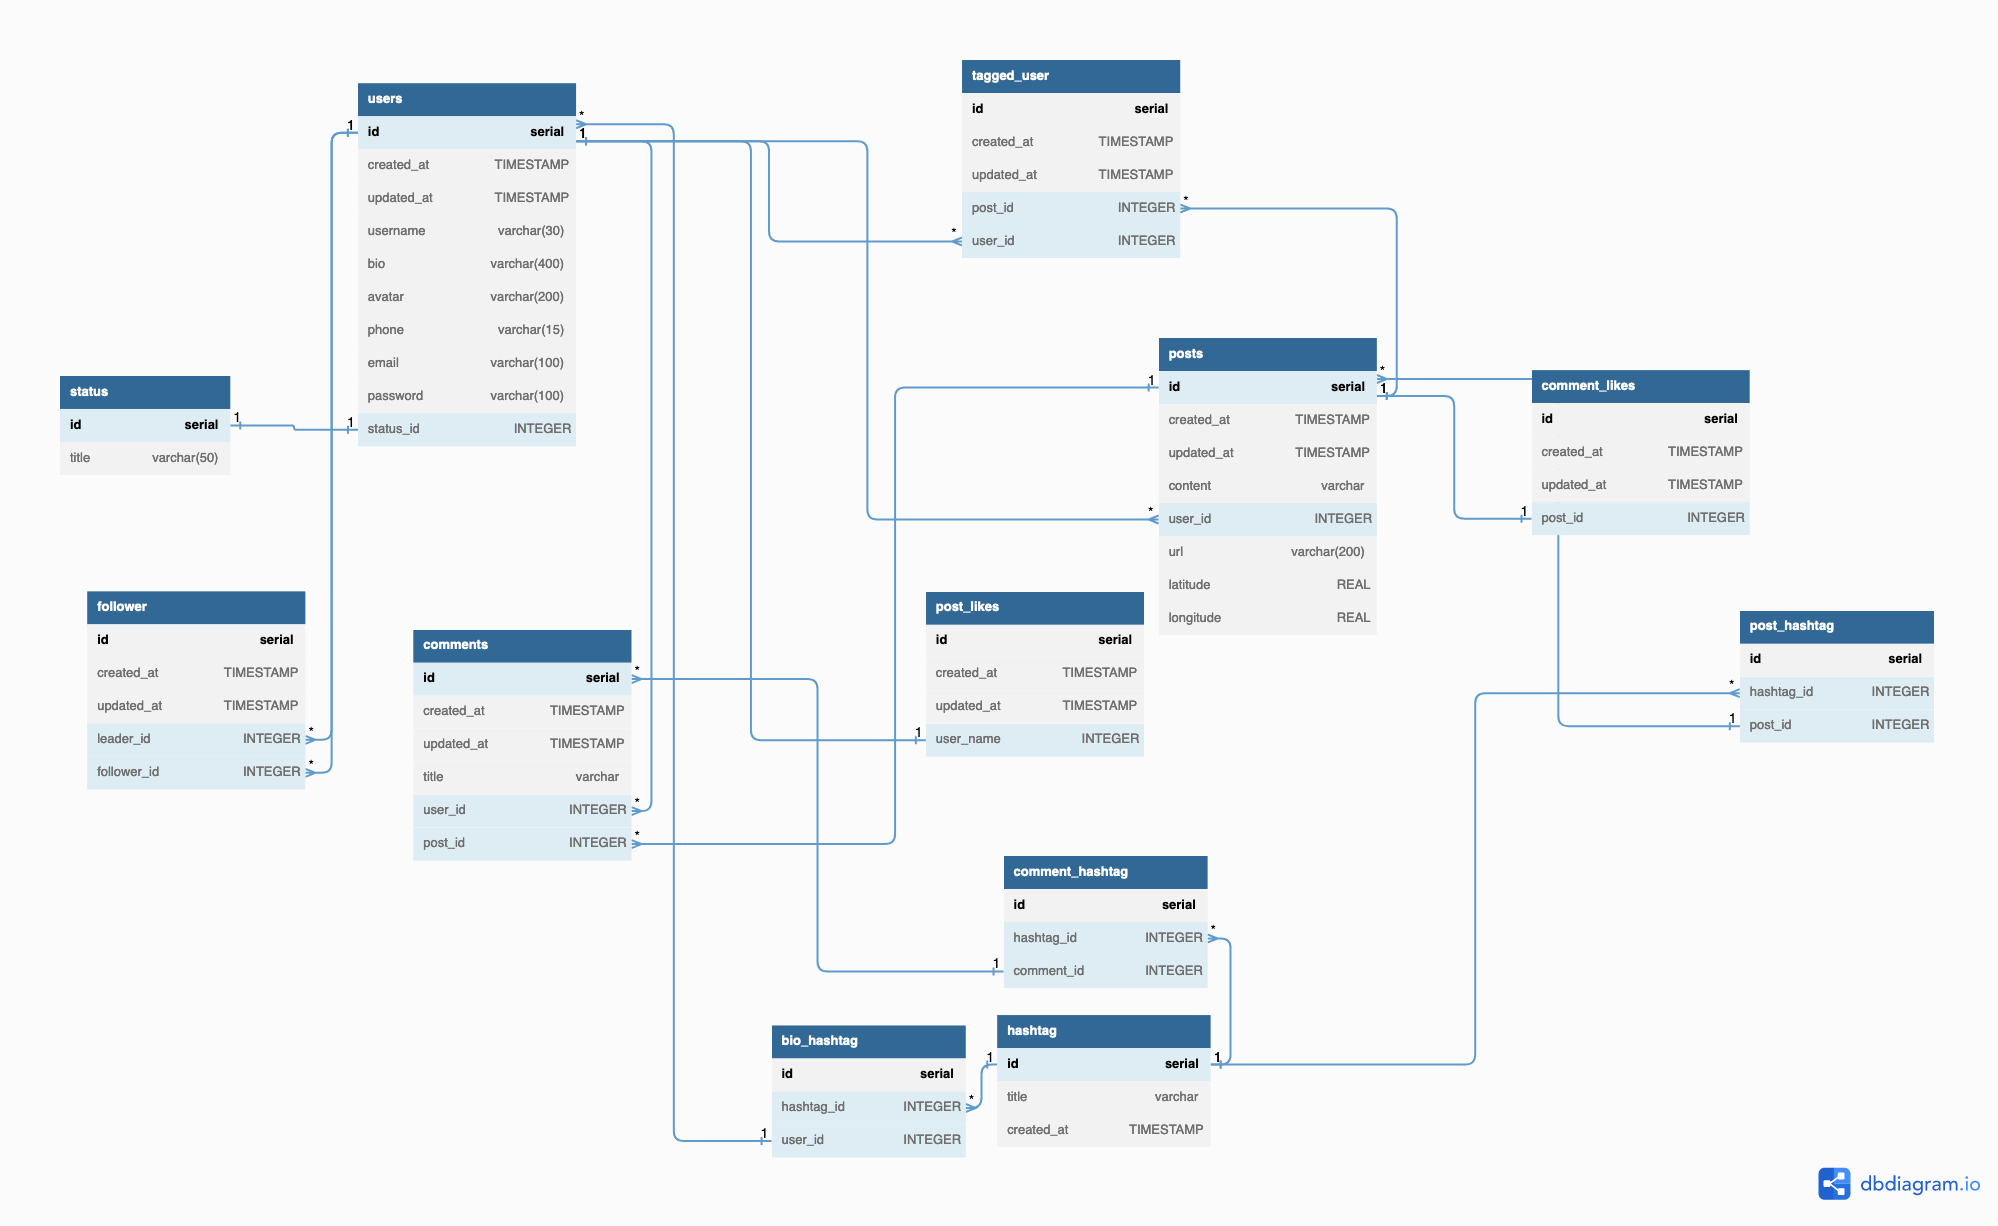 users
id serial
created_at TIMESTAMP
updated_at TIMESTAMP
username varchar(30)
bio varchar(400)
avatar varchar(200)
phone varchar(15)
email varchar(100)
password varchar(100)
status_id INTEGER
1
*
1
1
tagged_user
id serial
created_at TIMESTAMP
updated_at TIMESTAMP
post_id INTEGER
user_id INTEGER
*
*
status
id serial
title varchar(50)
1
posts
id serial
created_at TIMESTAMP
updated_at TIMESTAMP
content varchar
user_id INTEGER
url varchar(200)
latitude REAL
longitude REAL
1
*
1
*
comment_likes
id serial
created_at TIMESTAMP
updated_at TIMESTAMP
post_id INTEGER
1
follower
id serial
created_at TIMESTAMP
updated_at TIMESTAMP
leader_id INTEGER
follower_id INTEGER
*
*
comments
id serial
created_at TIMESTAMP
updated_at TIMESTAMP
title varchar
user_id INTEGER
post_id INTEGER
*
*
*
post_likes
id serial
created_at TIMESTAMP
updated_at TIMESTAMP
user_name INTEGER
1
post_hashtag
id serial
hashtag_id INTEGER
post_id INTEGER
*
1
comment_hashtag
id serial
hashtag_id INTEGER
comment_id INTEGER
*
1
bio_hashtag
id serial
hashtag_id INTEGER
user_id INTEGER
*
1
hashtag
id serial
title varchar
created_at TIMESTAMP
1
1
dbdiagram.io